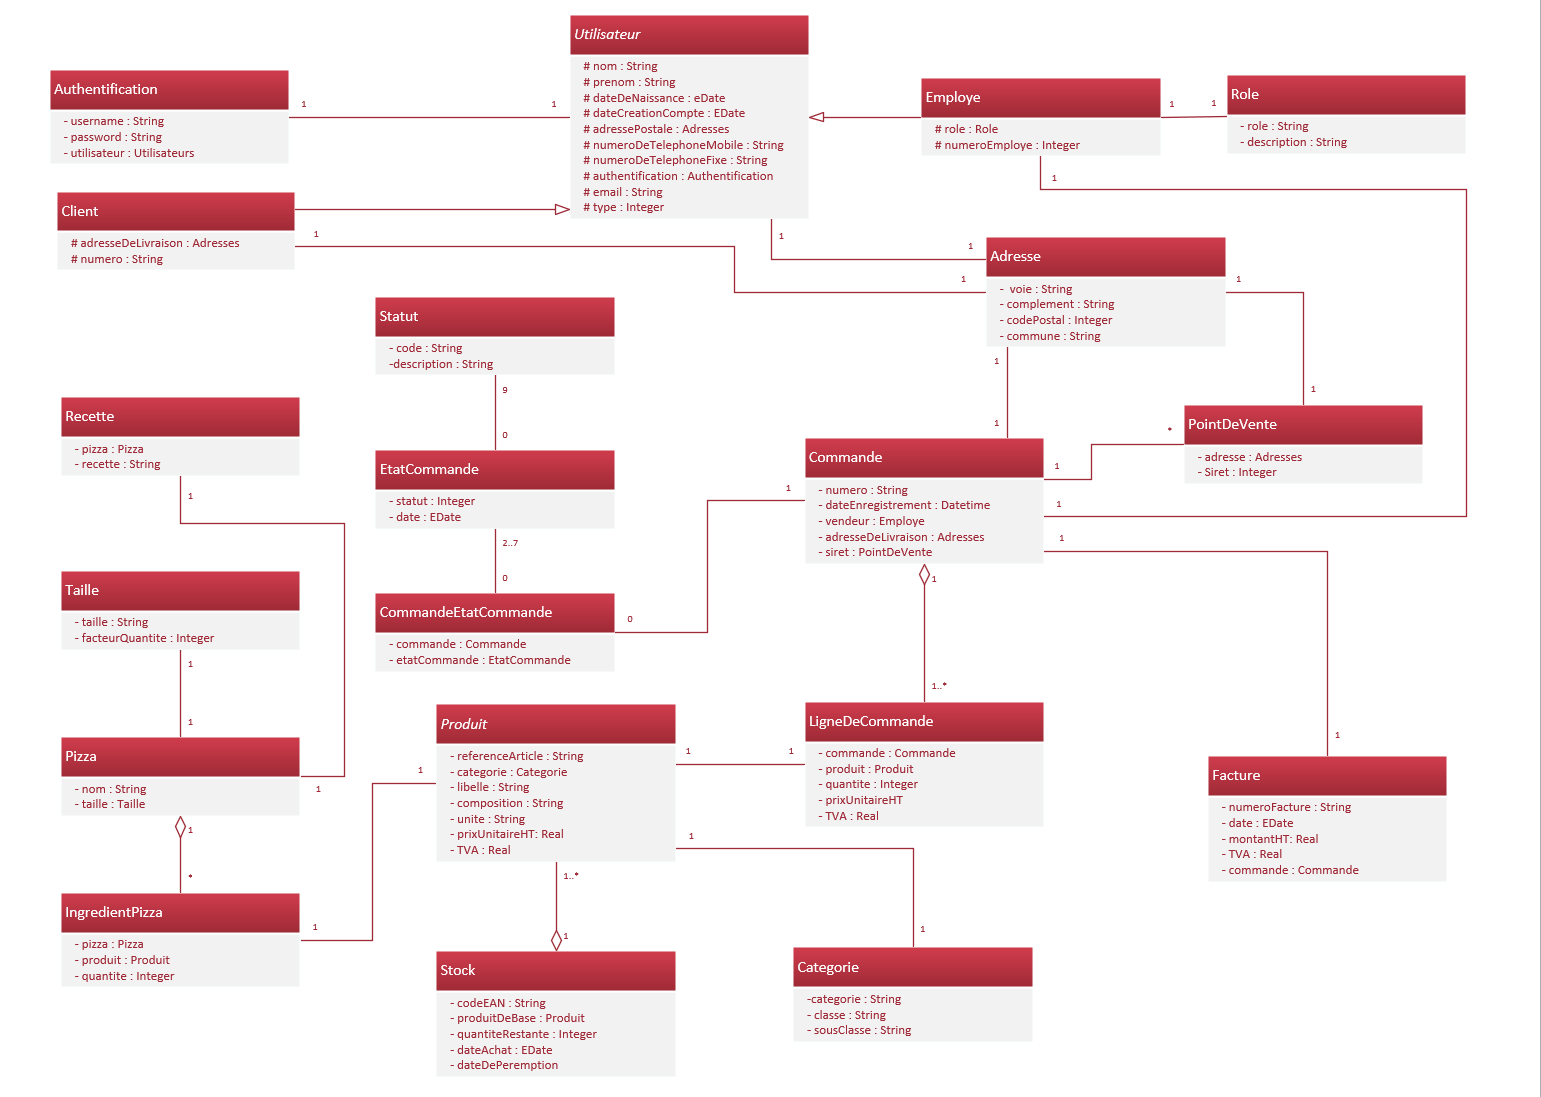 Utilisateur
# nom : String
# prenom : String
# dateDeNaissance : eDate
# dateCreationCompte : EDate
# adressePostale : Adresses
# numeroDeTelephoneMobile : String
# numeroDeTelephoneFixe : String
# authentification : Authentification
# email : String
# type : Integer
Authentification
- username : String
- password : String
- utilisateur : Utilisateurs
1
1
Employe
# role : Role
# numeroEmploye : Integer
1
1
Role
- role : String
- description : String
1
Client
# adresseDeLivraison : Adresses
# numero : String
1
1
1
1
Adresse
- voie : String
- complement : String
- codePostal : Integer
- commune : String
1
1
Statut
- code : String
-description : String
9
0
1
1
Recette
- pizza : Pizza
- recette : String
1
PointDeVente
- adresse : Adresses
- Siret : Integer
*
1
EtatCommande
- statut : Integer
- date : EDate
2..7
0
Commande
- numero : String
- dateEnregistrement : Datetime
- vendeur : Employe
- adresseDeLivraison : Adresses
- siret : PointDeVente
1
1
1
1
Taille
- taille : String
- facteurQuantite : Integer
1
1
CommandeEtatCommande
- commande : Commande
- etatCommande : EtatCommande
0
1..*
Produit
- referenceArticle : String
- categorie : Categorie
- libelle : String
- composition : String
- unite : String
- prixUnitaireHT: Real
- TVA : Real
1
1
LigneDeCommande
- commande : Commande
- produit : Produit
- quantite : Integer
- prixUnitaireHT
- TVA : Real
1
Pizza
- nom : String
- taille : Taille
1
1
*
1
Facture
- numeroFacture : String
- date : EDate
- montantHT: Real
- TVA : Real
- commande : Commande
1
1..*
1
IngredientPizza
- pizza : Pizza
- produit : Produit
- quantite : Integer
1
1
Stock
- codeEAN : String
- produitDeBase : Produit
- quantiteRestante : Integer
- dateAchat : EDate
- dateDePeremption
Categorie
-categorie : String
- classe : String
- sousClasse : String